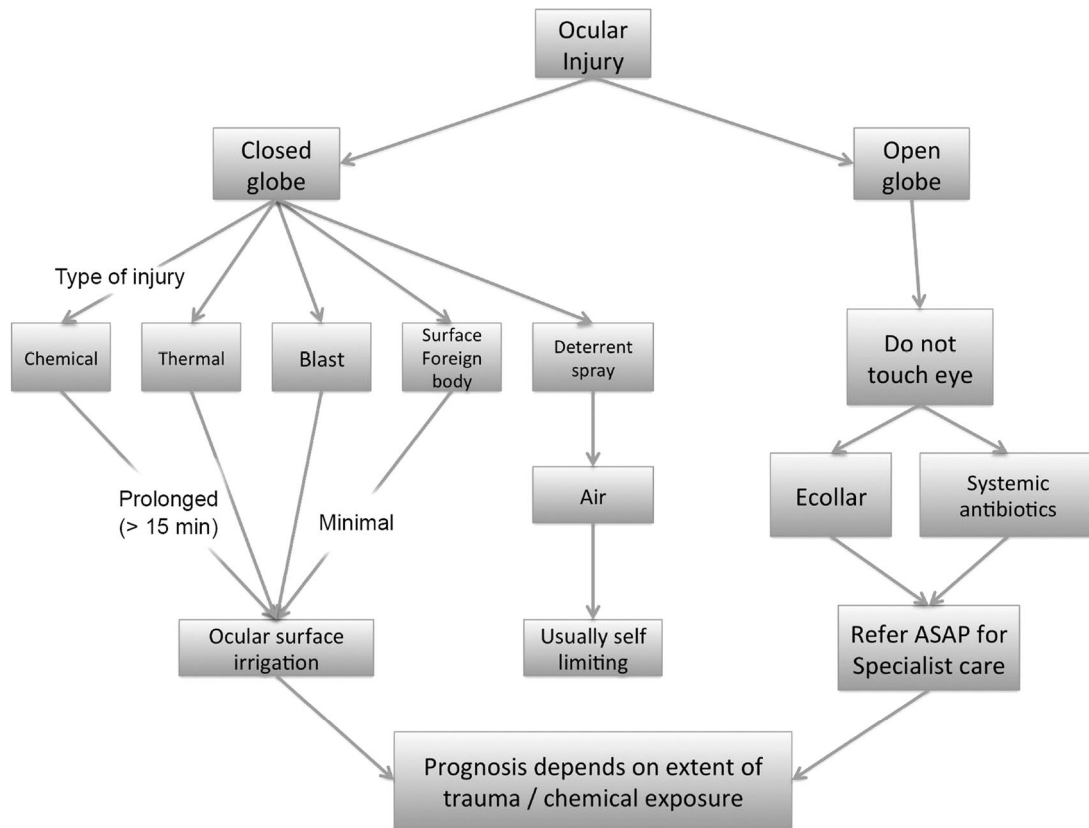 Ocular
Injury
Closed
globe
Open
globe
Type of injury
Chemical
Thermal
Blast
Surface
Foreign
body
Deterrent
spray
Do not
touch eye
Prolonged
(> 15 min)
Minimal
Air
Ecollar
Systemic
antibiotics
Ocular surface
irrigation
Usually self
limiting
Refer ASAP for
Specialist care
Prognosis depends on extent of
trauma / chemical exposure